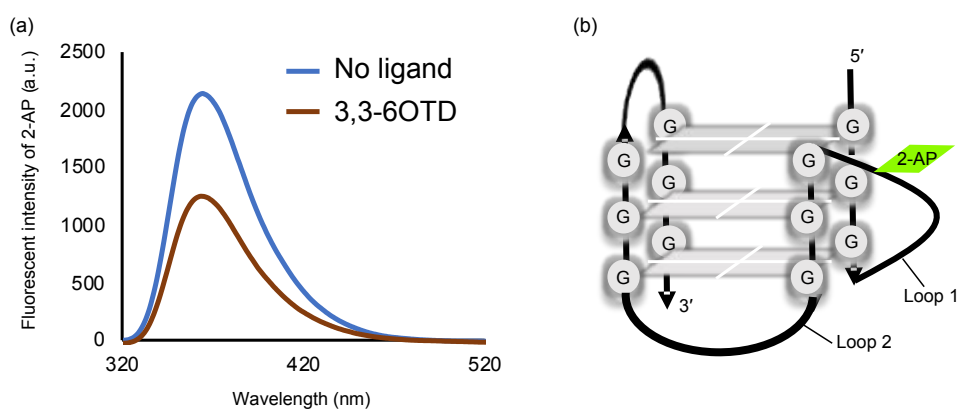 (a)
Fluorescent intensity of 2-AP (a.u.)
2500
2000
1500
1000
500
0
320
420
520
Wavelength (nm)
No ligand
3,3-6OTD
(b)
5′
G
G
G
G
2-AP
G
G
G
G
G
G
G
G
3′
Loop 1
Loop 2